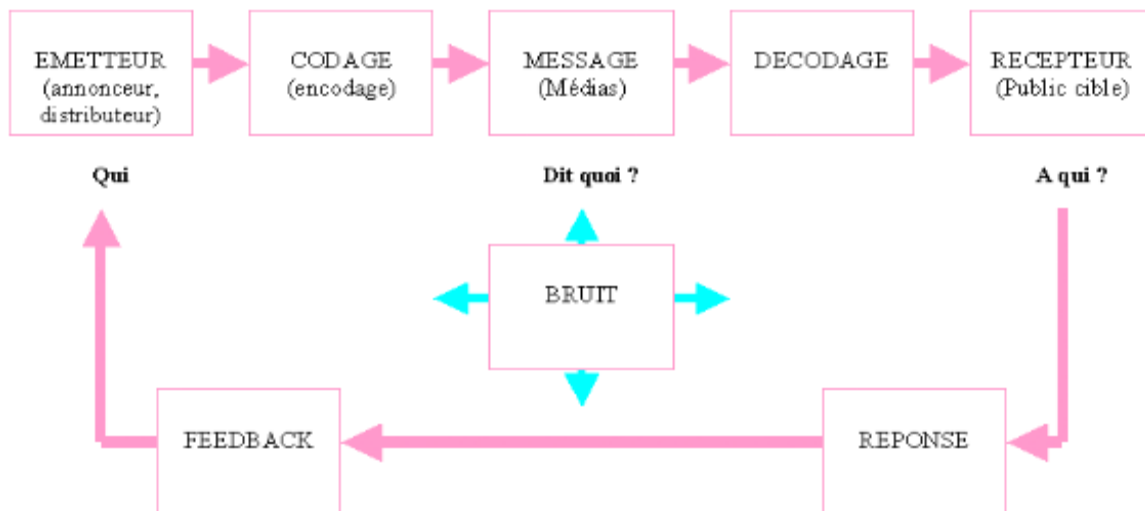 EMETTEUR
(annonceur,
distributeur)
CODAGE
(encodage)
MESSAGE
(Médias)
DECODAGE
RECEPTEUR
(Public cible)
Qui
Dit quoi ?
A qui ?
BRUIT
FEEDBACK
REPONSE